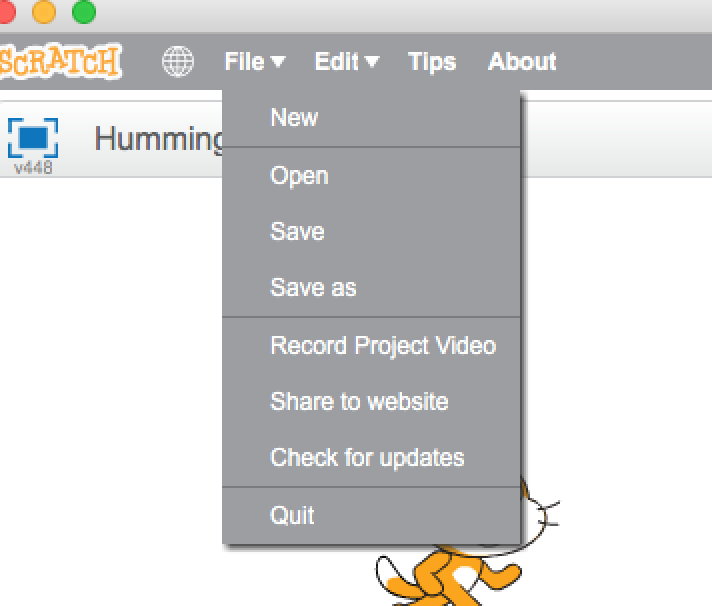 SCRATCH File Edit Tips About
v448
Humming
New
Open
Save
Save as
Record Project Video
Share to website
Check for updates
Quit